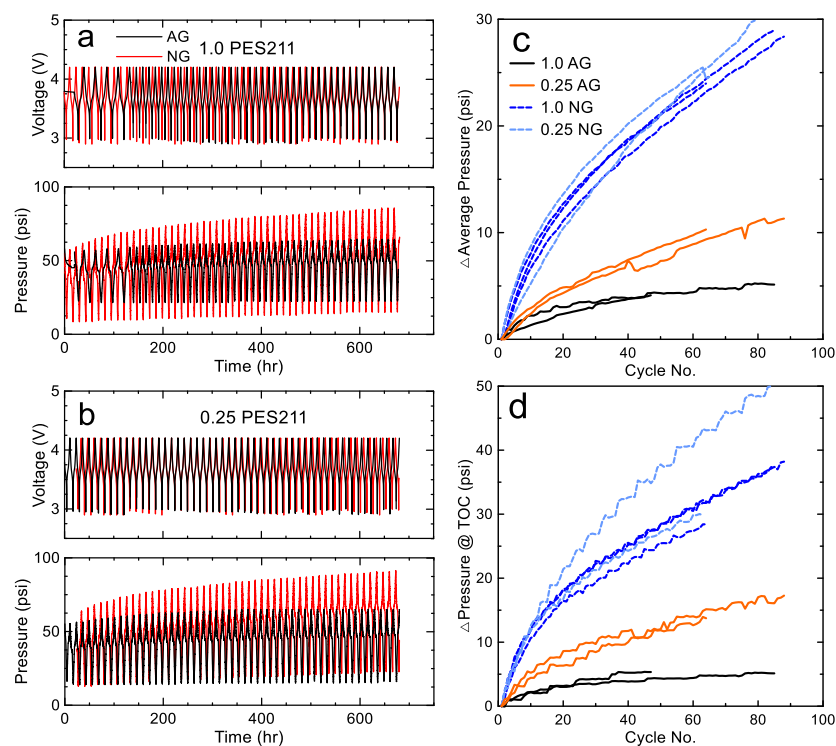 a
AG
NG
1.0 PES211
5
4
3
Voltage (V)
100
50
0
Pressure (psi)
0 200 400 600
Time (hr)
b
0.25 PES211
5
4
3
Voltage (V)
100
50
0
Pressure (psi)
0 200 400 600
Time (hr)
c
1.0 AG
0.25 AG
1.0 NG
0.25 NG
30
20
10
0
△Average Pressure (psi)
0 20 40 60 80 100
Cycle No.
d
50
40
30
20
10
0
△Pressure @ TOC (psi)
0 20 40 60 80 100
Cycle No.